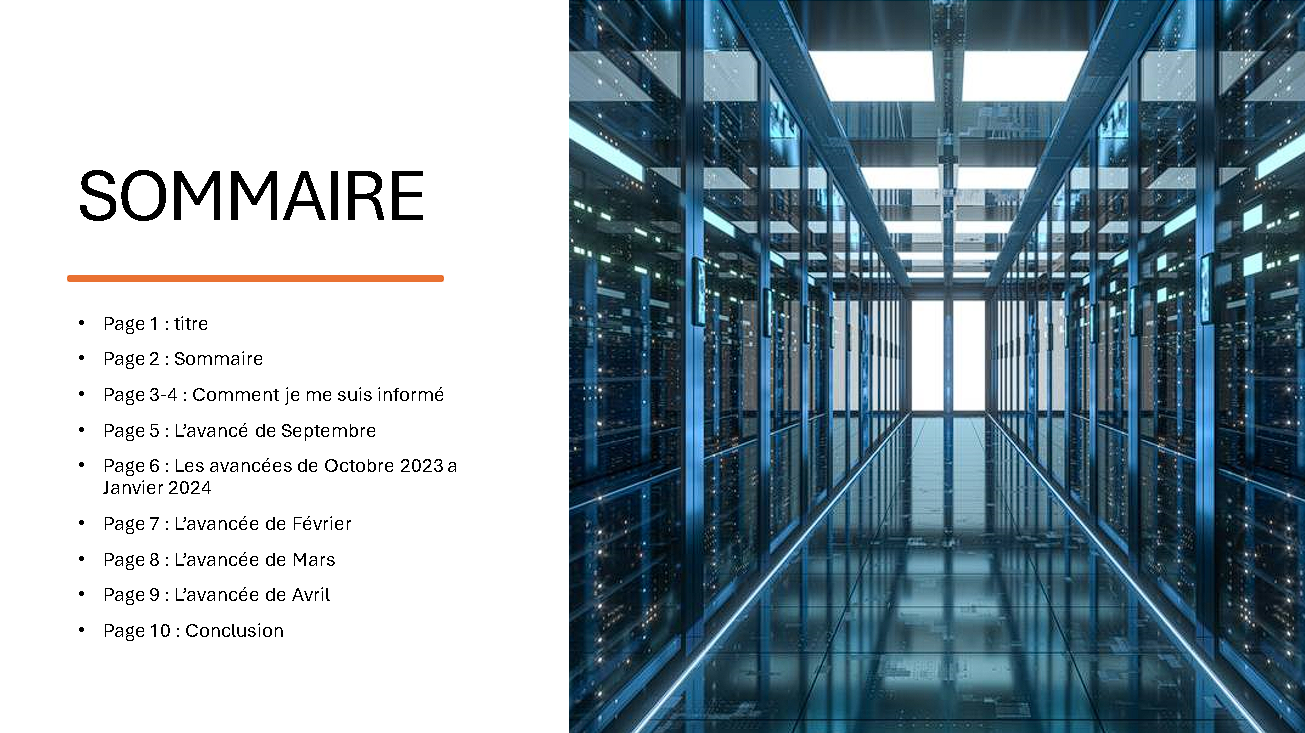 SOMMAIRE
• Page 1 : titre
• Page 2 : Sommaire
• Page 3-4 : Comment je me suis informé
• Page 5 : L’avancé de Septembre
• Page 6 : Les avancées de Octobre 2023 a
Janvier 2024
• Page 7 : L’avancée de Février
• Page 8 : L’avancée de Mars
• Page 9 : L’avancée de Avril
• Page 10 : Conclusion